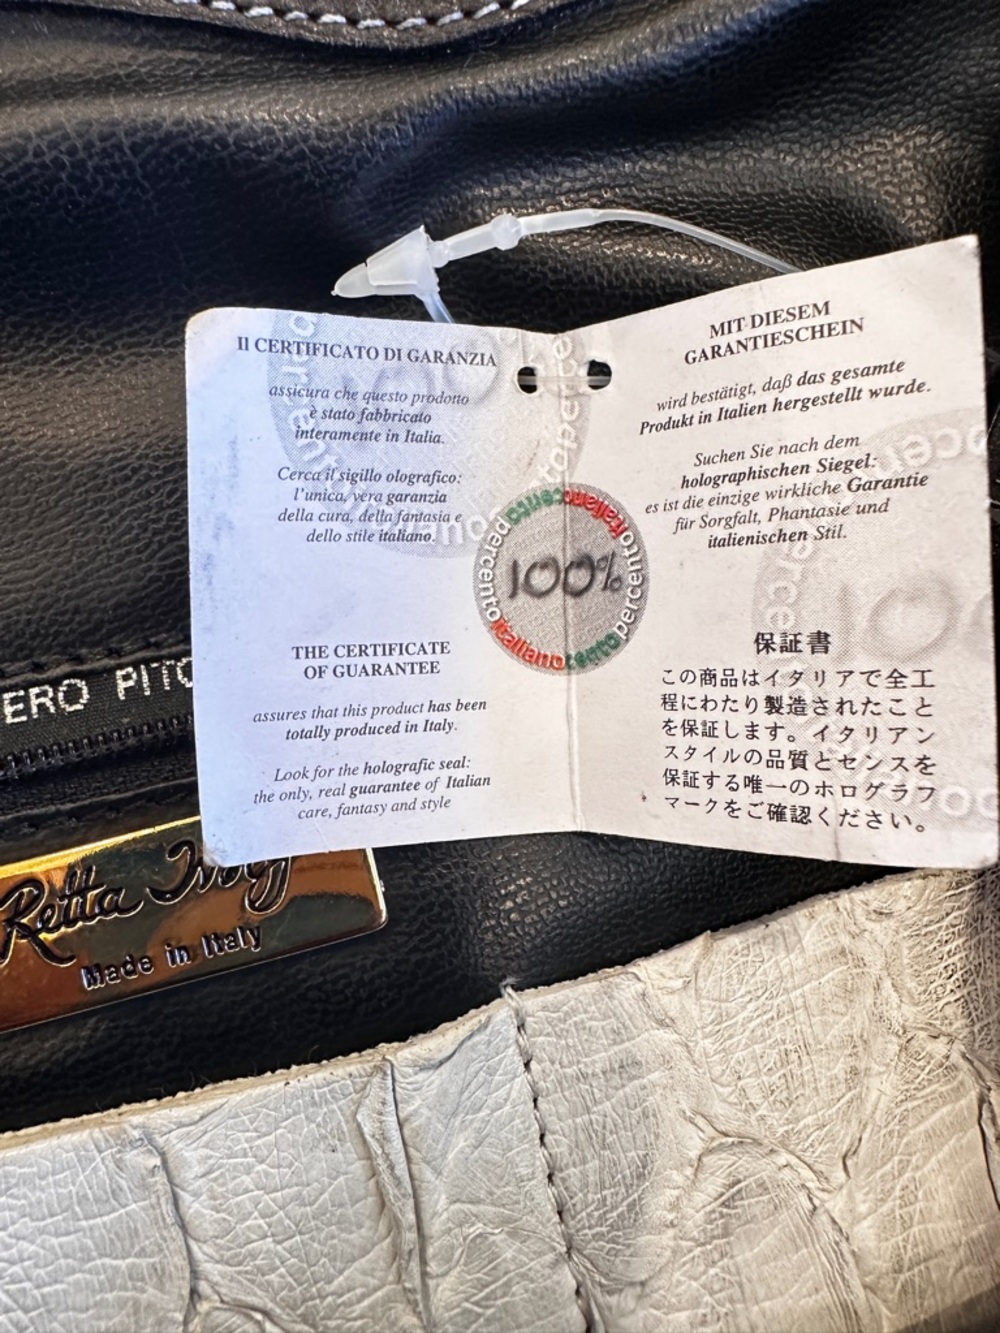 Il CERTIFICATO DI GARANZIA
assicura che questo prodotto
è stato fabbricato
interamente in Italia.
Cerca il sigillo olografico:
l'unica, vera garanzia
della cura, della fantasia e
dello stile italiano.
THE CERTIFICATE
OF GUARANTEE
assures that this product has been
totally produced in Italy.
Look for the holografic seal:
the only, real guarantee of Italian
care, fantasy and style
MIT DIESEM
GARANTIESCHEIN
wird bestätigt, daß das gesamte
Produkt in Italien hergestellt wurde.
Suchen Sie nach dem
holographischen Siegel:
es ist die einzige wirkliche Garantie
für Sorgfalt, Phantasie und
italienischen Stil.
保証書
この商品はイタリアで全工
程にわたり製造されたこと
を保証します。イタリアン
スタイルの品質とセンスを
保証する唯一のホログラフ
マークをご確認ください。
100%
percentoitalianocentopercentoitalianocento
ERO PITO
Retta
Made in Italy